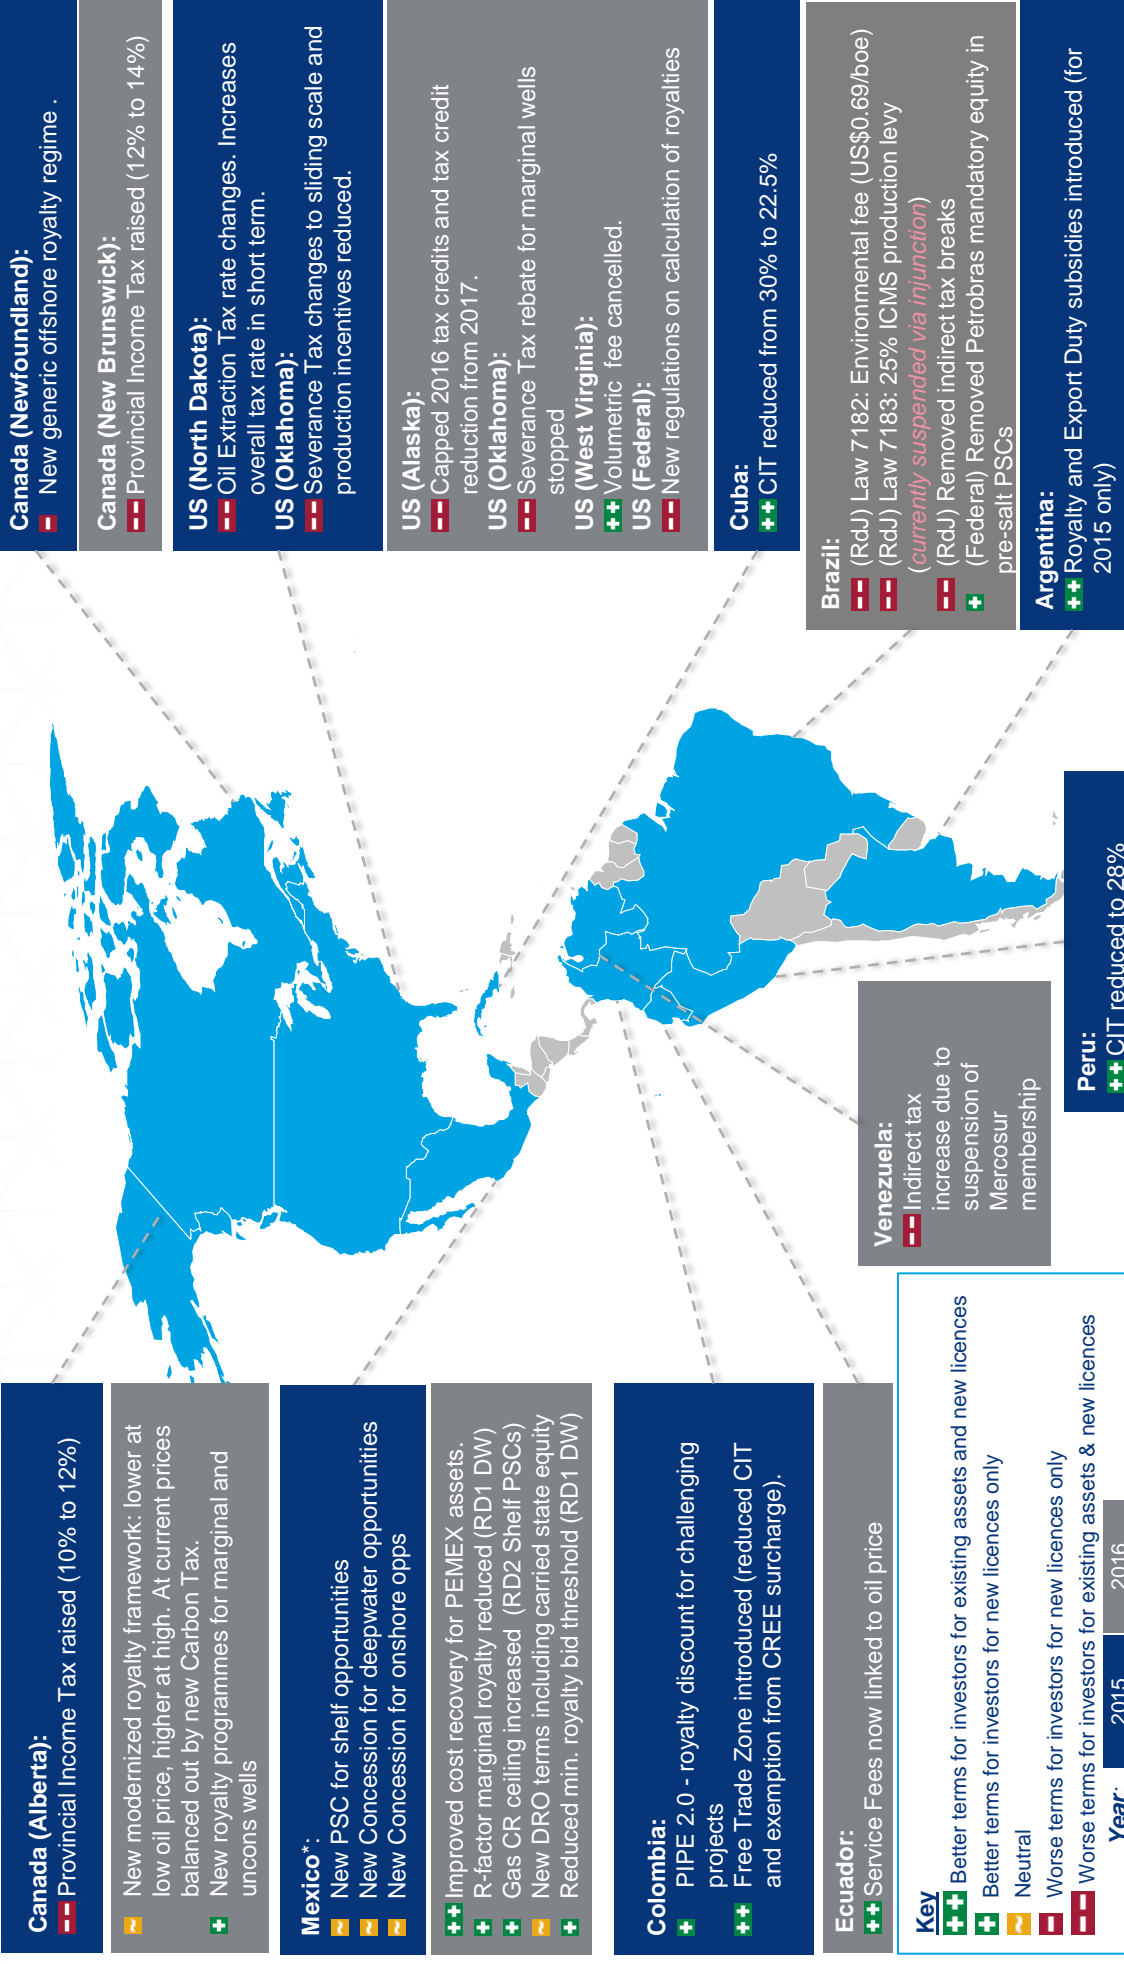 Canada (Alberta):
-- Provincial Income Tax raised (10% to 12%)
~ New modernized royalty framework: lower at
low oil price, higher at high. At current prices
balanced out by new Carbon Tax.
+ New royalty programmes for marginal and
uncons wells
Mexico*:
~ New PSC for shelf opportunities
~ New Concession for deepwater opportunities
~ New Concession for onshore opps
++ Improved cost recovery for PEMEX assets.
+ R-factor marginal royalty reduced (RD1 DW)
+ Gas CR ceiling increased (RD2 Shelf PSCs)
~ New DRO terms including carried state equity
+ Reduced min. royalty bid threshold (RD1 DW)
Colombia:
+ PIPE 2.0 - royalty discount for challenging
projects
++ Free Trade Zone introduced (reduced CIT
and exemption from CREE surcharge).
Ecuador:
++ Service Fees now linked to oil price
Key
++ Better terms for investors for existing assets and new licences
+ Better terms for investors for new licences only
~ Neutral
- Worse terms for investors for new licences only
-- Worse terms for investors for existing assets & new licences
Year: 2015 2016
Venezuela:
-- Indirect tax
increase due to
suspension of
Mercosur
membership
Peru:
++ CIT reduced to 28%
Canada (Newfoundland):
- New generic offshore royalty regime .
Canada (New Brunswick):
-- Provincial Income Tax raised (12% to 14%)
US (North Dakota):
-- Oil Extraction Tax rate changes. Increases
overall tax rate in short term.
US (Oklahoma):
-- Severance Tax changes to sliding scale and
production incentives reduced.
US (Alaska):
-- Capped 2016 tax credits and tax credit
reduction from 2017.
US (Oklahoma):
-- Severance Tax rebate for marginal wells
stopped
US (West Virginia):
++ Volumetric fee cancelled.
US (Federal):
-- New regulations on calculation of royalties
Cuba:
++ CIT reduced from 30% to 22.5%
Brazil:
-- (RdJ) Law 7182: Environmental fee (US$0.69/boe)
-- (RdJ) Law 7183: 25% ICMS production levy
(currently suspended via injunction)
-- (RdJ) Removed indirect tax breaks
+ (Federal) Removed Petrobras mandatory equity in
pre-salt PSCs
Argentina:
++ Royalty and Export Duty subsidies introduced (for
2015 only)